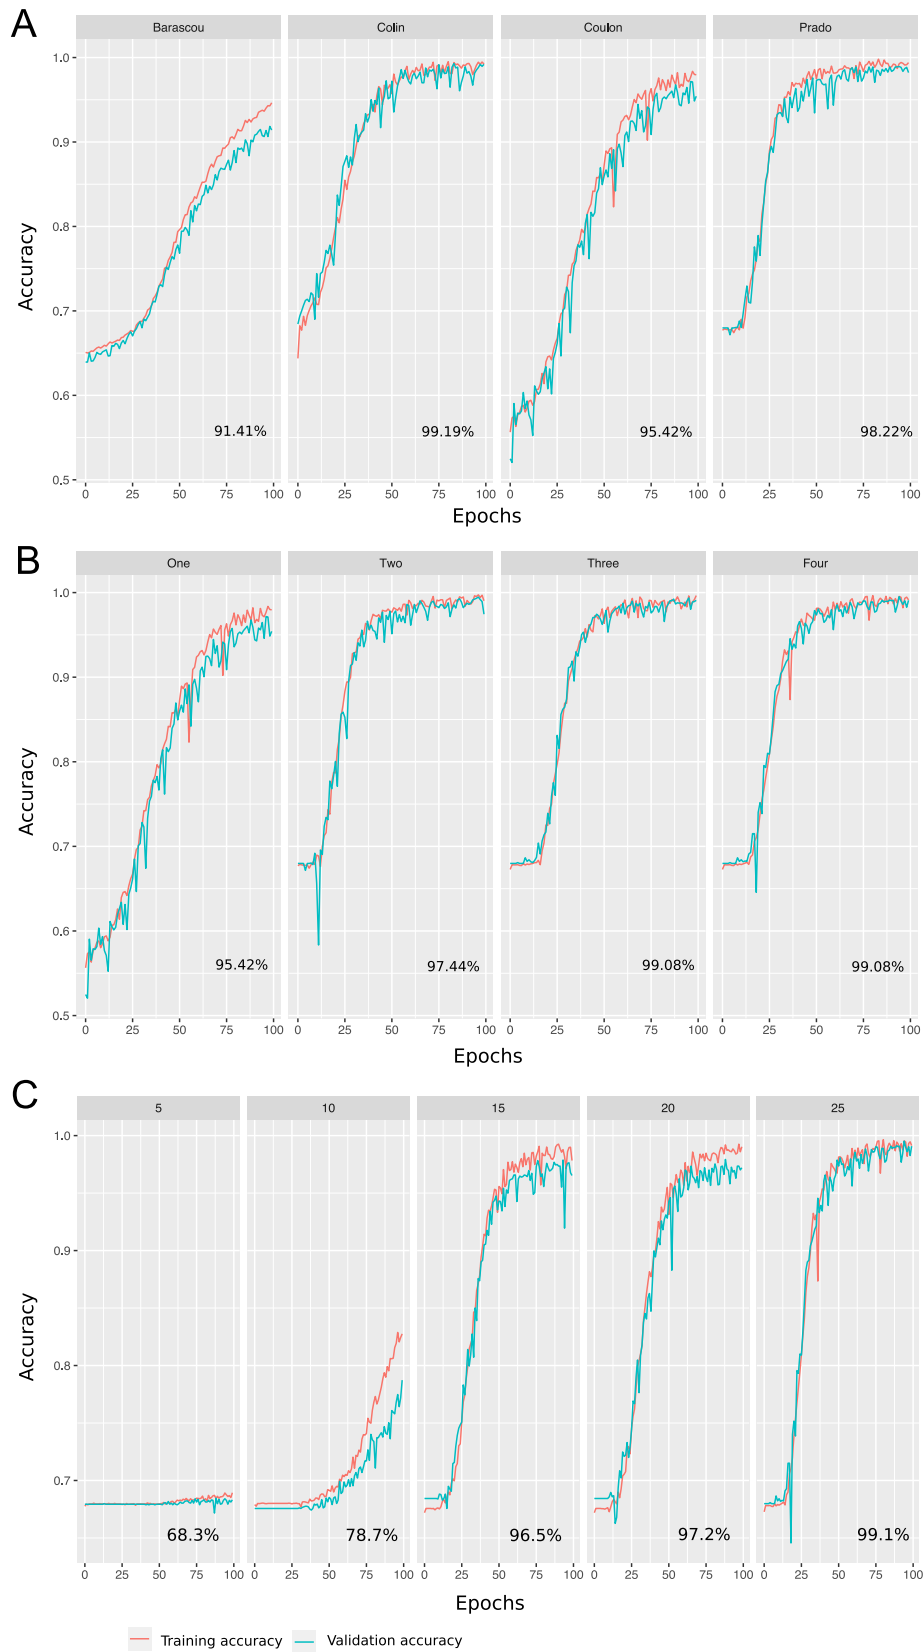 A
Barascou Colin Coulon Prado
1.0
0.9
0.8
0.7
0.6
0.5
Accuracy
91.41% 99.19% 95.42% 98.22%
0 25 50 75 100 0 25 50 75 100 0 25 50 75 100 0 25 50 75 100
Epochs
B
One Two Three Four
1.0
0.9
0.8
0.7
0.6
0.5
Accuracy
95.42% 97.44% 99.08% 99.08%
0 25 50 75 100 0 25 50 75 100 0 25 50 75 100 0 25 50 75 100
Epochs
C
5 10 15 20 25
1.0
0.9
0.8
0.7
Accuracy
68.3% 78.7% 96.5% 97.2% 99.1%
0 25 50 75 100 0 25 50 75 100 0 25 50 75 100 0 25 50 75 100 0 25 50 75 100
Epochs
Training accuracy Validation accuracy